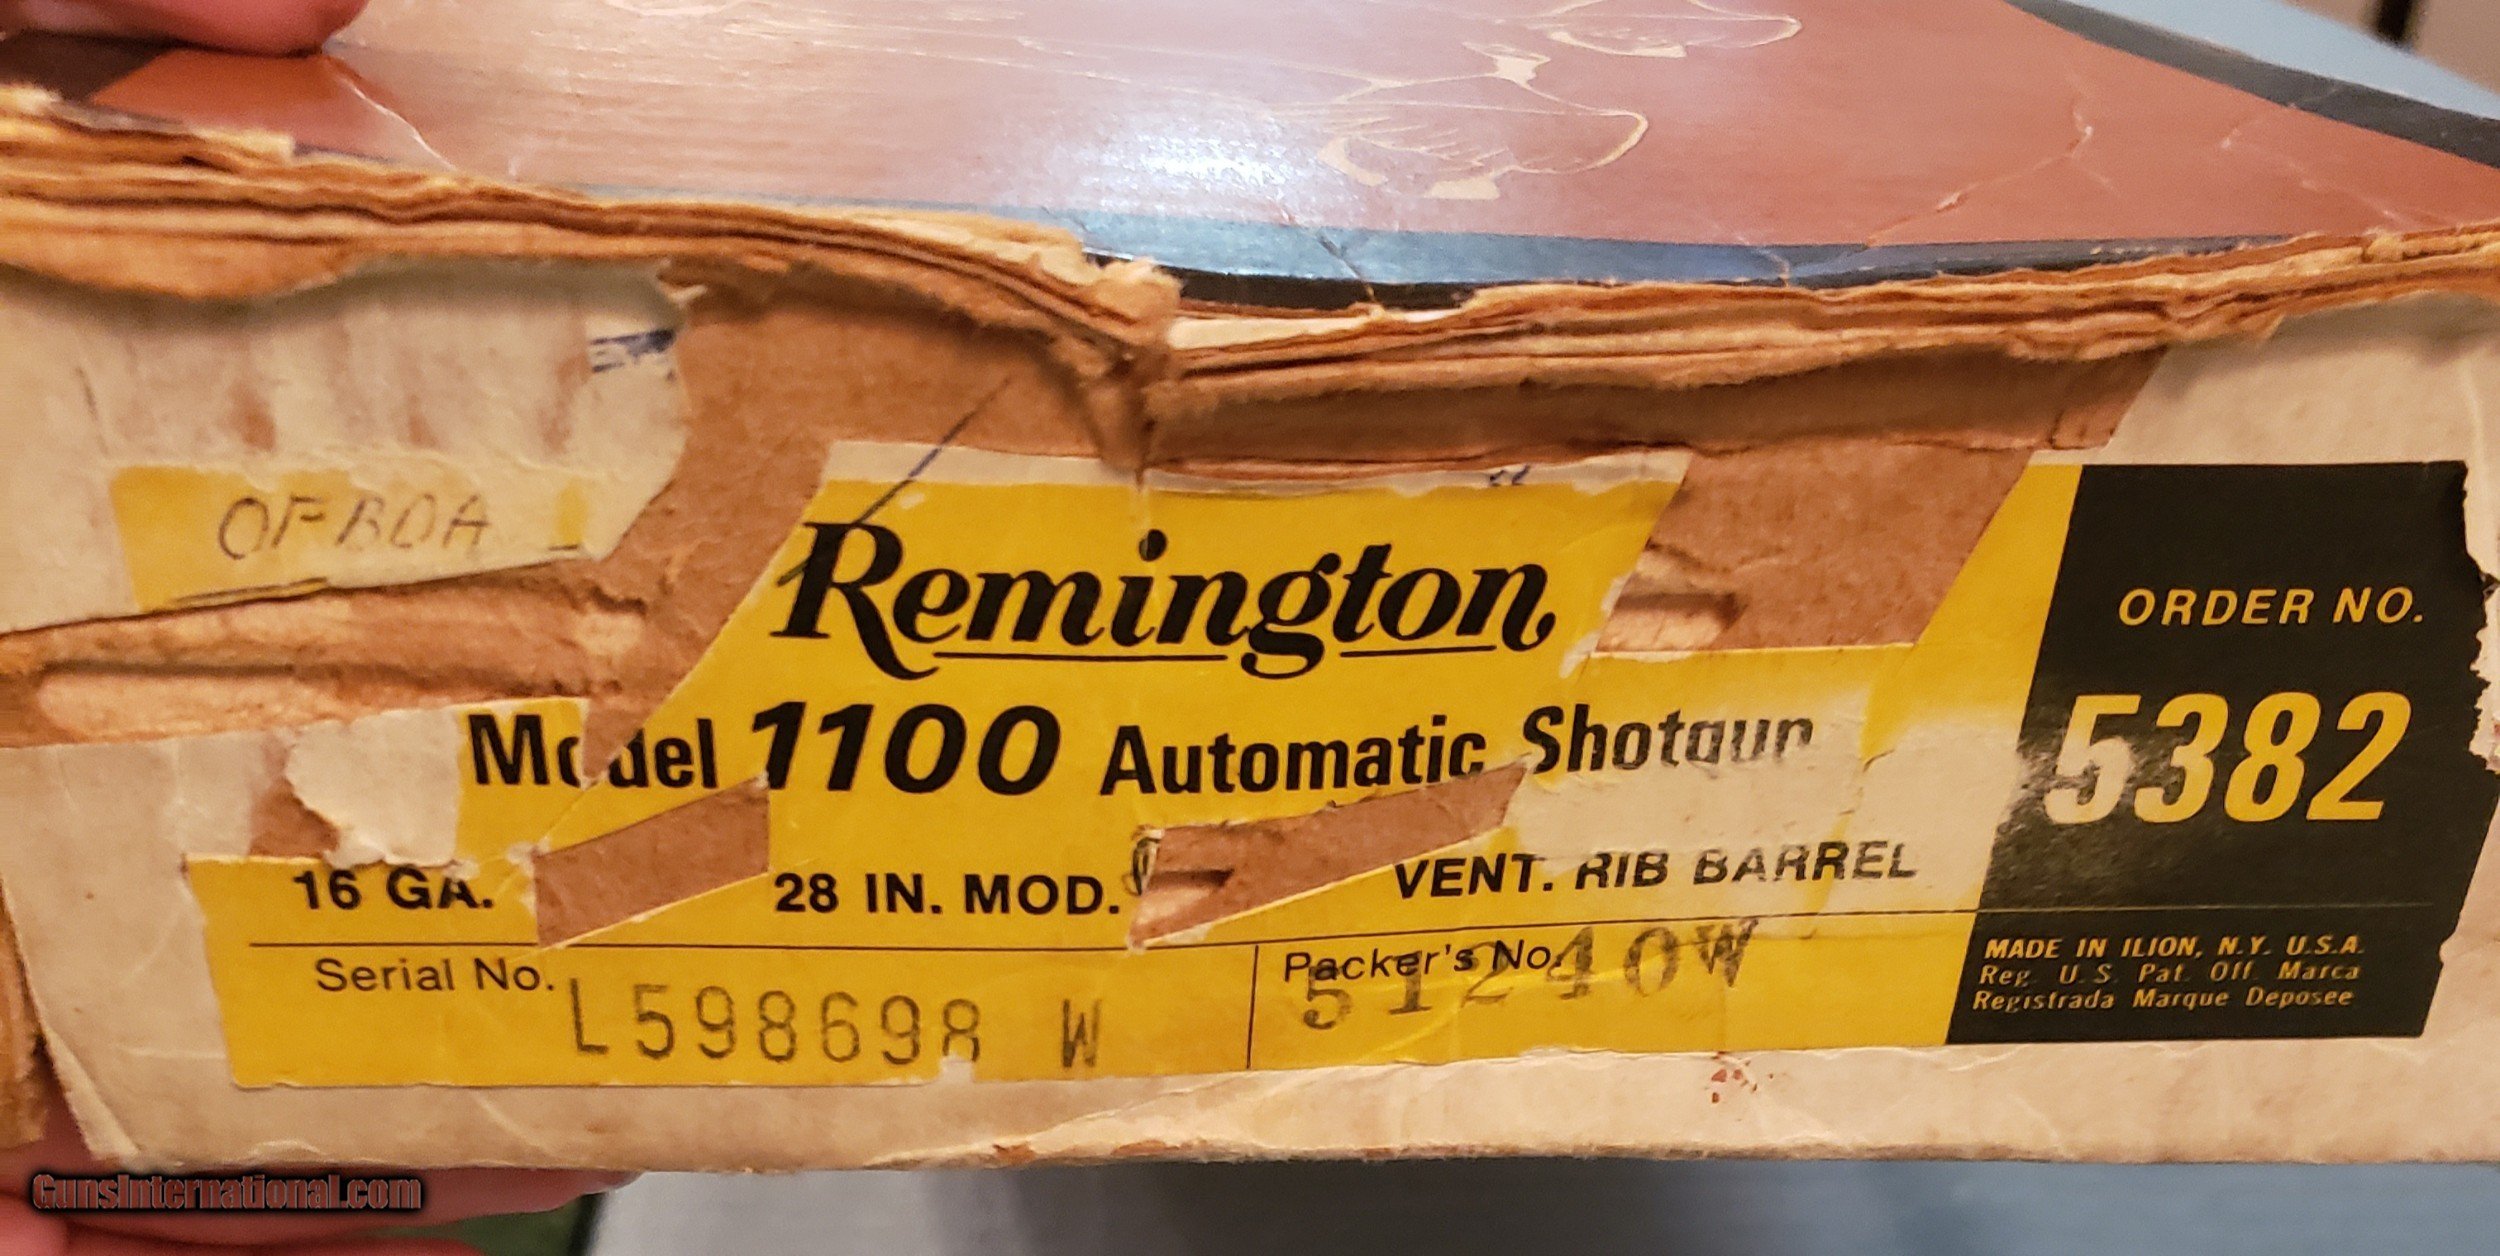 OFBDA
Remington
Model 1100 Automatic Shotgun
16 GA. 28 IN. MOD. VENT. RIB BARREL
Serial No. L598698 W
Packer's No. 51240W
ORDER NO.
5382
MADE IN ILION, N.Y. U.S.A.
Reg. U.S. Pat. Off. Marca
Registrada Marque Deposee
GunsInternational.com